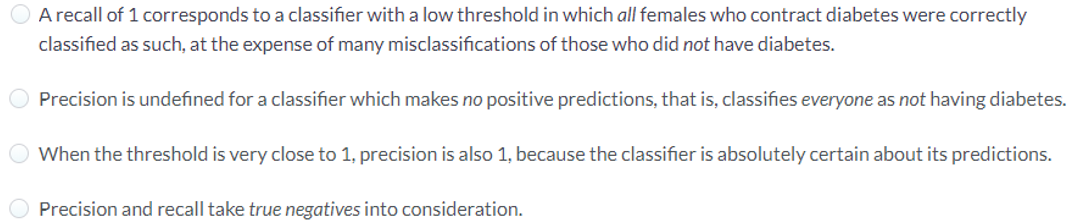 A recall of 1 corresponds to a classifier with a low threshold in which all females who contract diabetes were correctly
classified as such, at the expense of many misclassifications of those who did not have diabetes.
Precision is undefined for a classifier which makes no positive predictions, that is, classifies everyone as not having diabetes.
When the threshold is very close to 1, precision is also 1, because the classifier is absolutely certain about its predictions.
Precision and recall take true negatives into consideration.